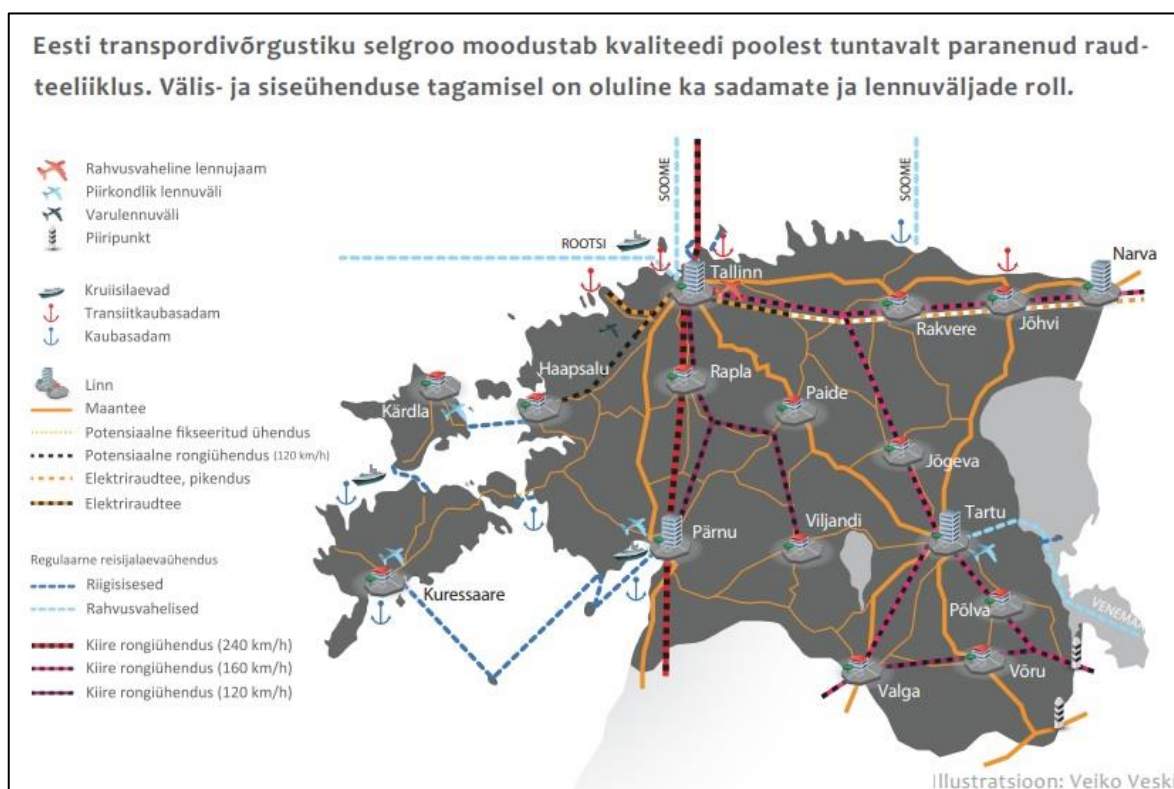 Eesti transpordivõrgustiku selgroo moodustab kvaliteedi poolest tuntavalt paranenud raud-
teeliiklus. Välis- ja siseühenduse tagamisel on oluline ka sadamate ja lennuväljade roll.
Rahvusvaheline lennujaam
Piirkondlik lennuväli
Varulennuväli
Piiripunkt
Kruiisilaevad
Transiitkaubasadam
Kaubasadam
Linn
Maantee
Potensiaalne fikseeritud ühendus
Potensiaalne rongiühendus (120 km/h)
Elektriraudtee, pikendus
Elektriraudtee
Regulaarne reisijalaevaühendus
Riigisisesed
Rahvusvahelised
Kiire rongiühendus (240 km/h)
Kiire rongiühendus (160 km/h)
Kiire rongiühendus (120 km/h)
SOOME
SOOME
ROOTSI
Tallinn
Narva
Rakvere
Jõhvi
Haapsalu
Rapla
Paide
Kärdla
Jõgeva
Tartu
Pärnu
Viljandi
Kuressaare
Põlva
VENEMAA
Valga
Võru
Illustratsioon: Veiko Veski